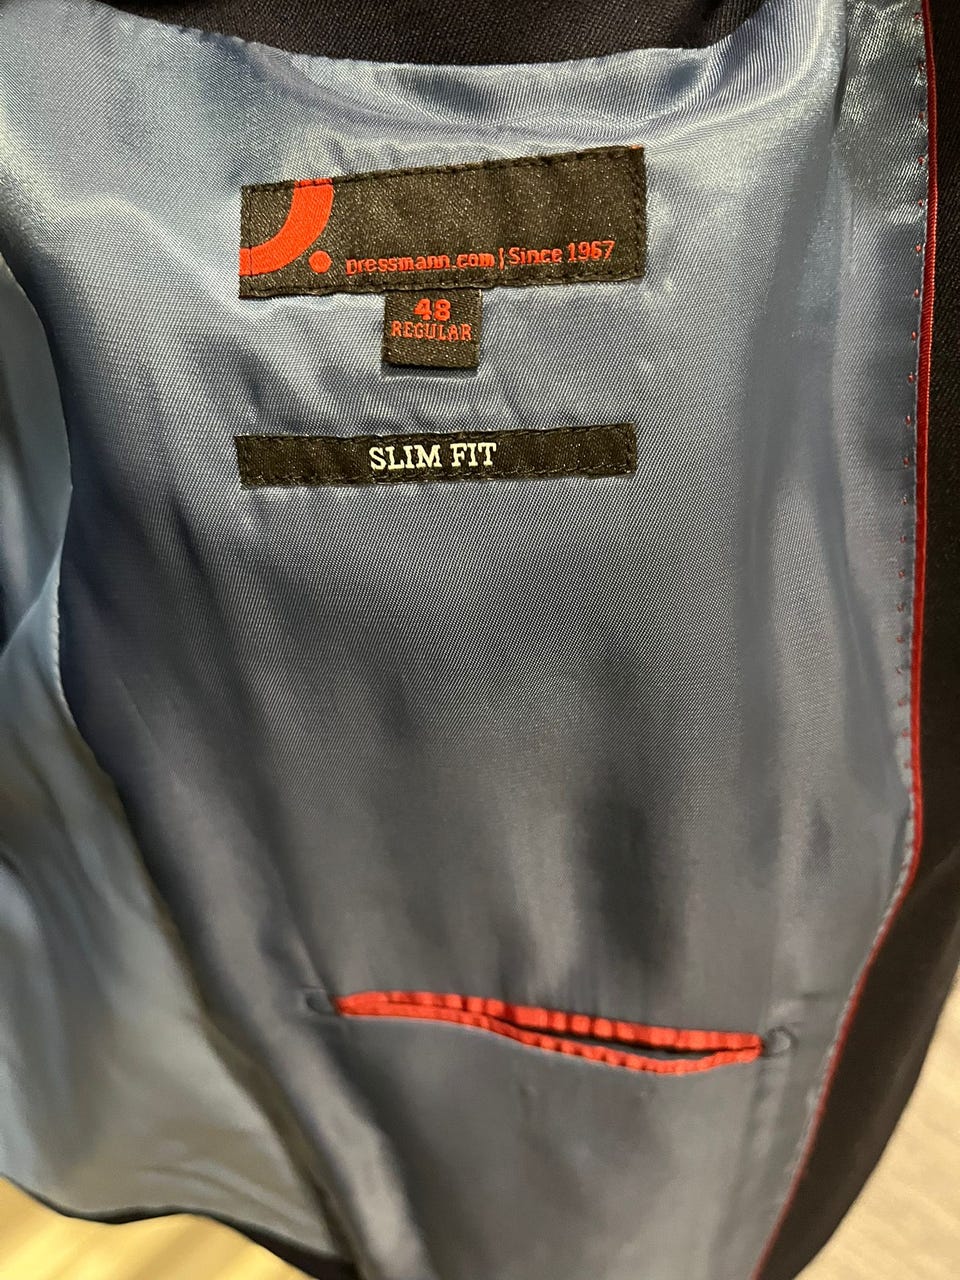 Dressmann.com | Since 1967
48
REGULAR
SLIM FIT